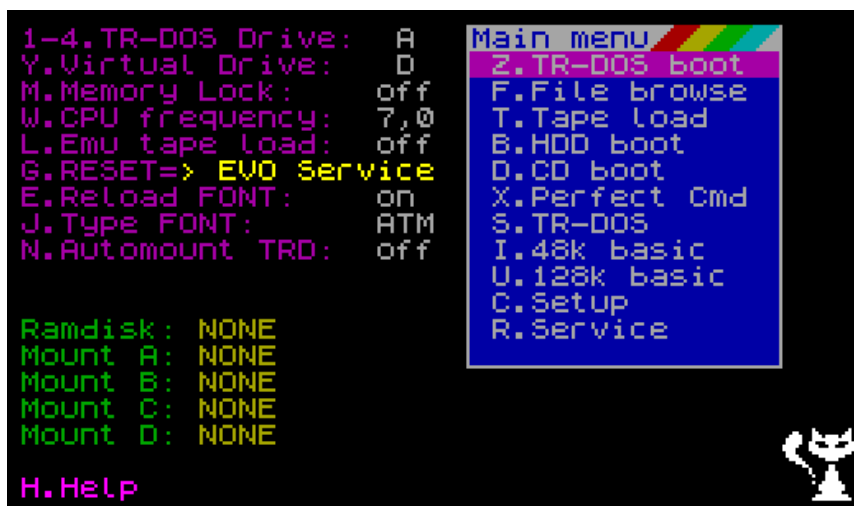 1-4.TR-DOS Drive: A
Y.Virtual Drive: D
M.Memory Lock: off
W.CPU frequency: 7,0
L.Emu tape load: off
G.RESET=> EVO Service
E.Reload FONT: on
J.Type FONT: ATM
N.Automount TRD: off
Ramdisk: NONE
Mount A: NONE
Mount B: NONE
Mount C: NONE
Mount D: NONE
H.Help
Main menu
Z.TR-DOS boot
F.File browse
T.Tape load
B.HDD boot
D.CD boot
X.Perfect Cmd
S.TR-DOS
I.48k basic
U.128k basic
C.Setup
R.Service